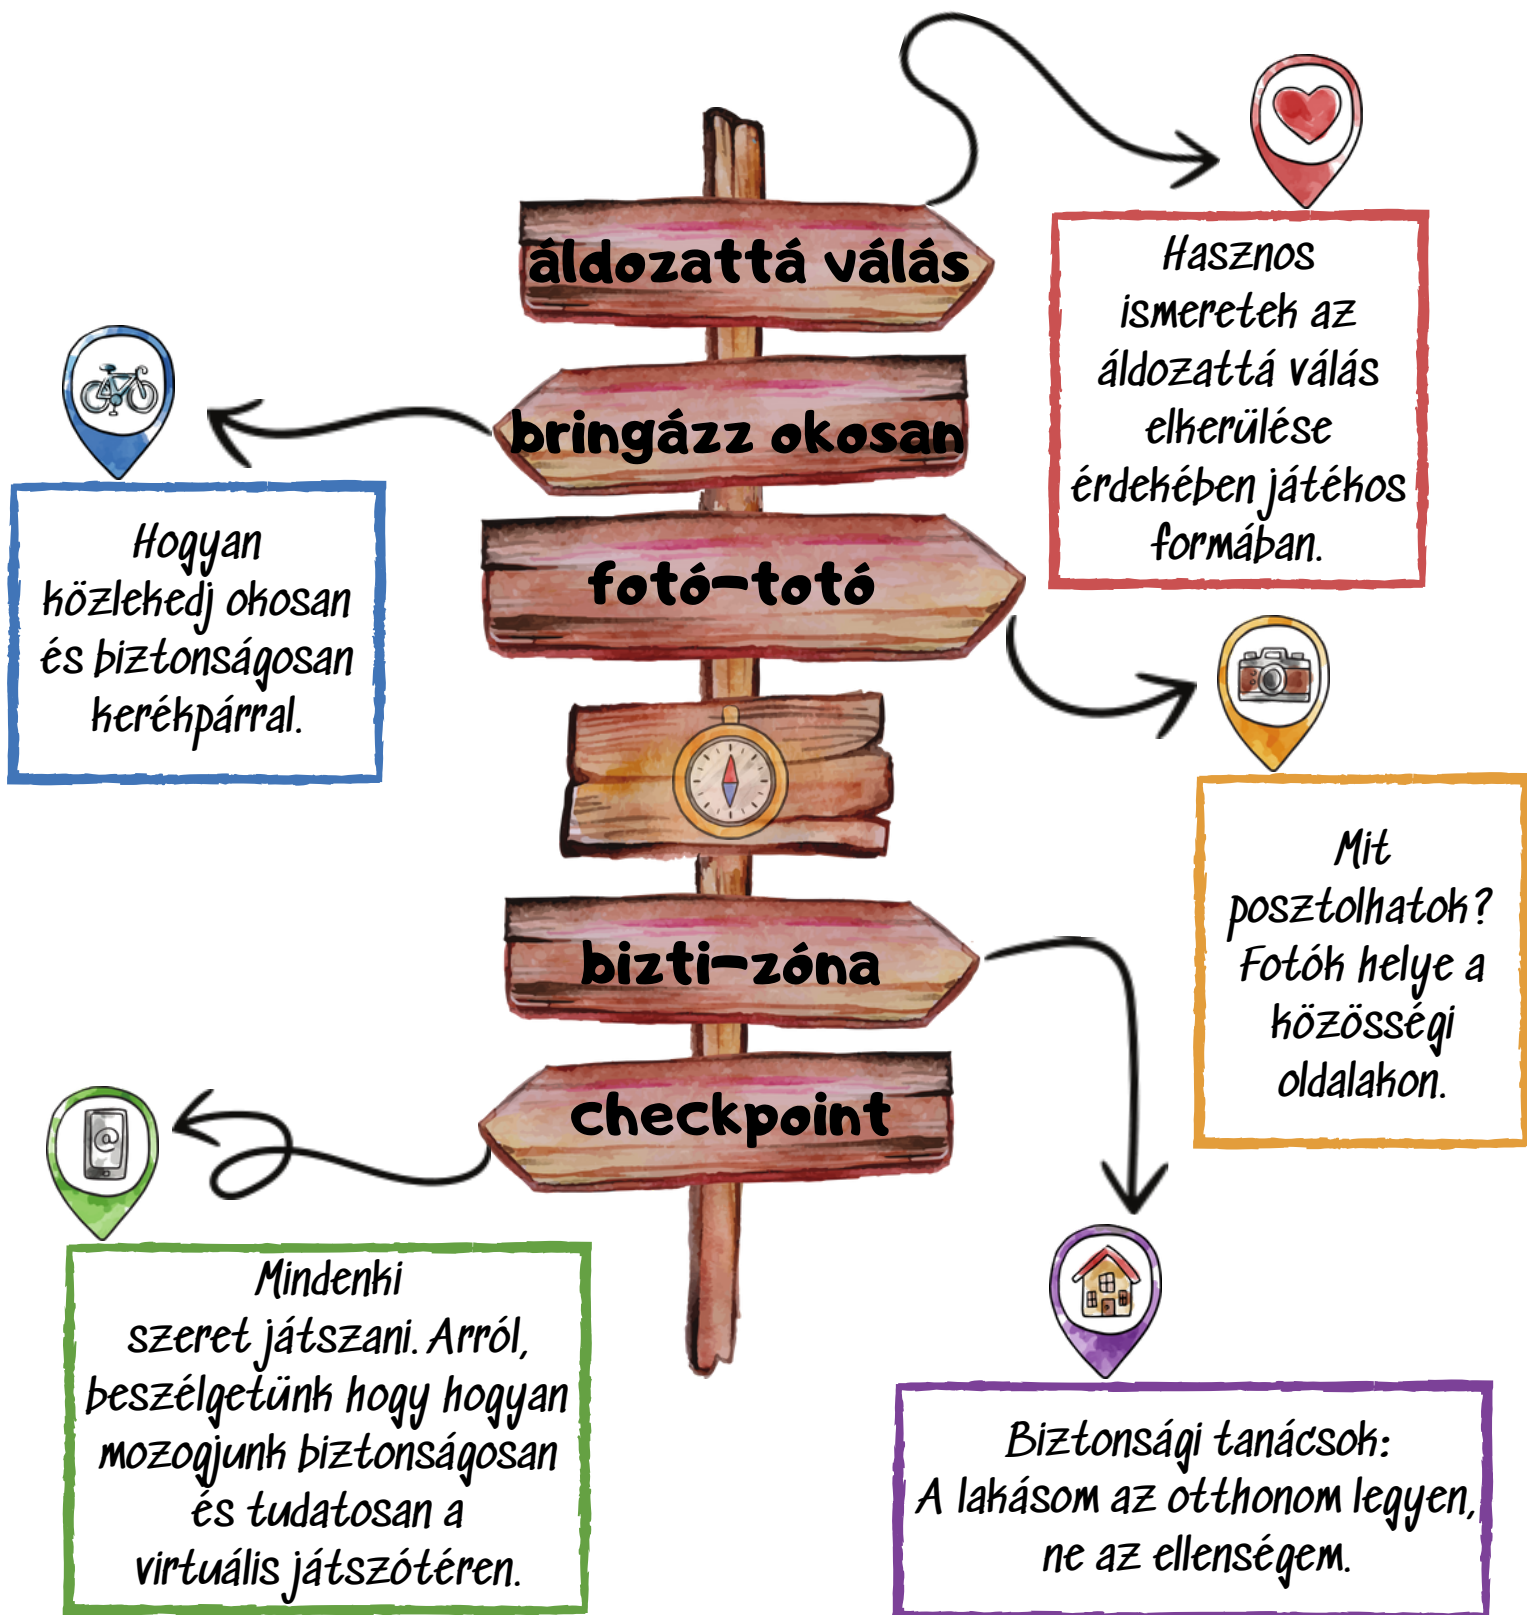 áldozattá válás
Hasznos
ismeretek az
áldozattá válás
elkerülése
érdekében játékos
formában.
bringázz okosan
Hogyan
közlekedj okosan
és biztonságosan
kerékpárral.
fotó-totó
Mit
posztolhatok?
Fotók helye a
közösségi
oldalakon.
bizti-zóna
Biztonsági tanácsok:
A lakásom az otthonom legyen,
ne az ellenségem.
checkpoint
@
Mindenki
szeret játszani. Arról,
beszélgetünk hogy hogyan
mozogjunk biztonságosan
és tudatosan a
virtuális játszótéren.